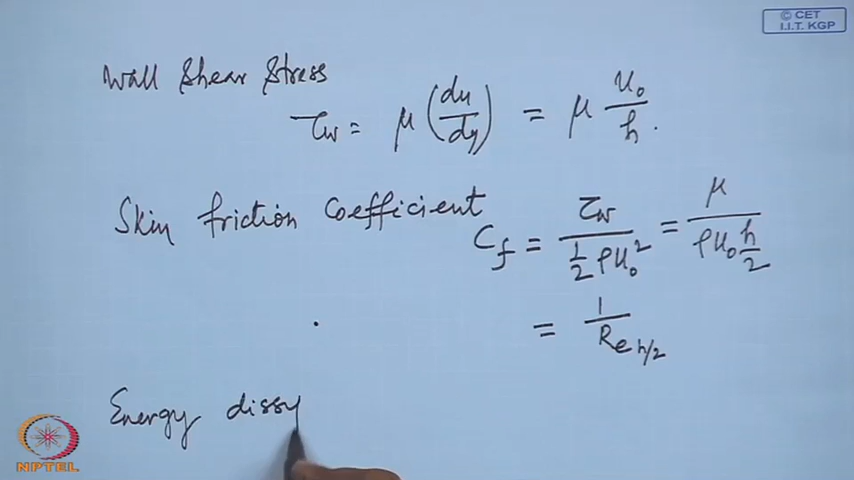 © CET
I.I.T. KGP
Wall Shear Stress
τw = μ (du/dy) = μ u₀/h.
Skin friction Coefficient
Cf = τw / ½ ρu₀² = μ / ρu₀ h/2
= 1 / Re h/2
Energy dissy
NPTEL